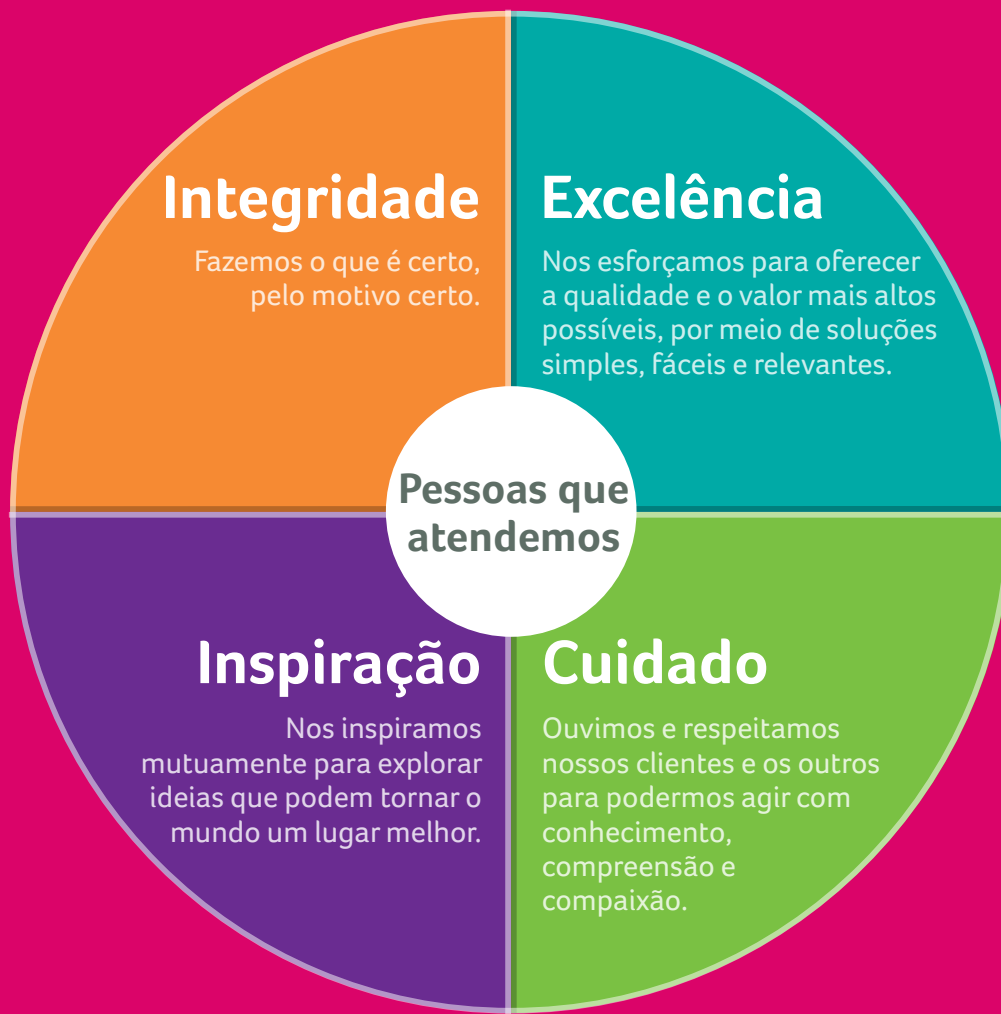 Integridade
Fazemos o que é certo,
pelo motivo certo.
Excelência
Nos esforçamos para oferecer
a qualidade e o valor mais altos
possíveis, por meio de soluções
simples, fáceis e relevantes.
Pessoas que
atendemos
Inspiração
Nos inspiramos
mutuamente para explorar
ideias que podem tornar o
mundo um lugar melhor.
Cuidado
Ouvimos e respeitamos
nossos clientes e os outros
para podermos agir com
conhecimento,
compreensão e
compaixão.